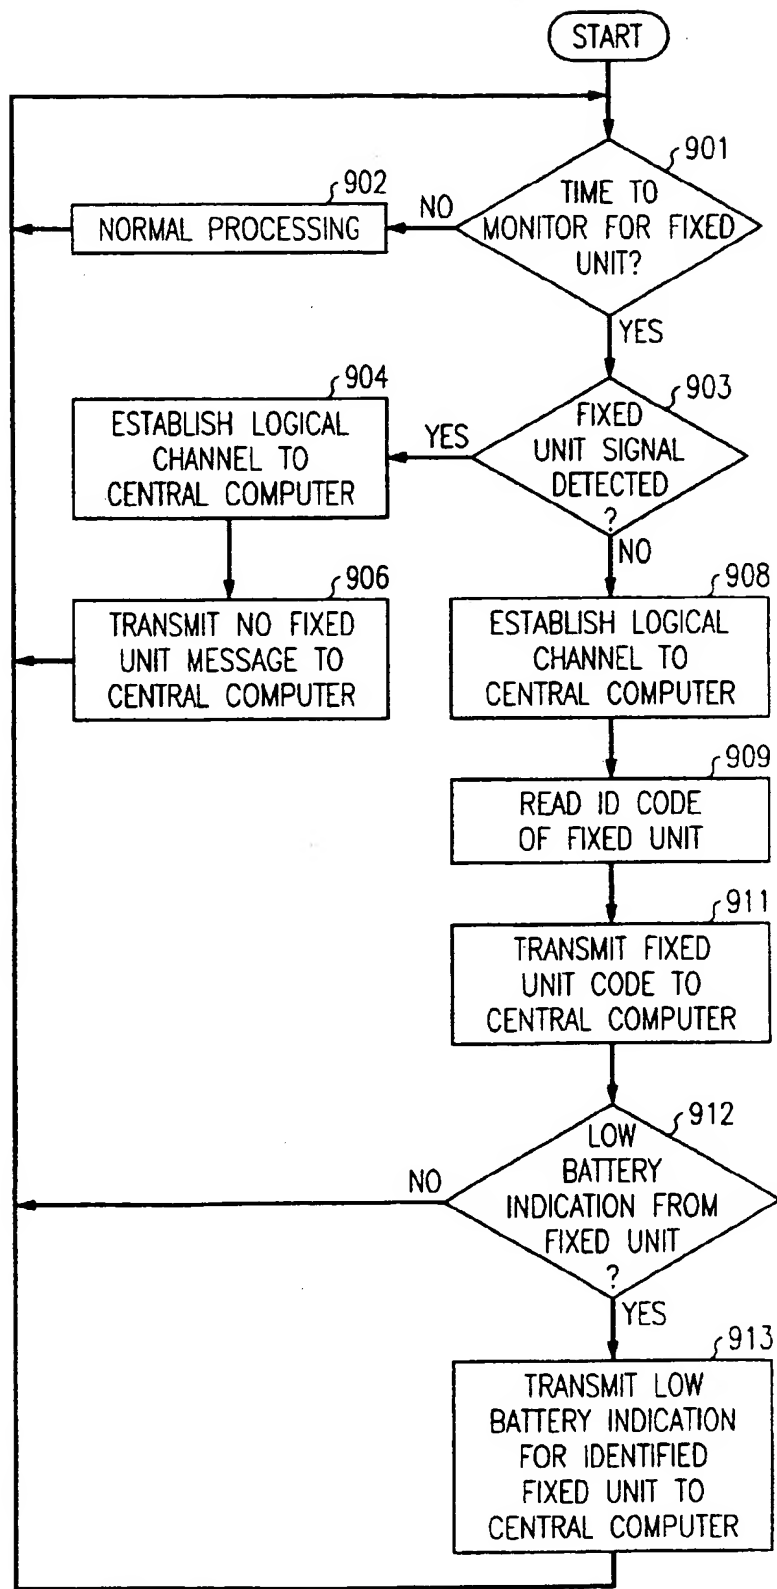 START
901
TIME TO
MONITOR FOR FIXED
UNIT?
NO
902
NORMAL PROCESSING
YES
903
FIXED
UNIT SIGNAL
DETECTED
?
YES
904
ESTABLISH LOGICAL
CHANNEL TO
CENTRAL COMPUTER
906
TRANSMIT NO FIXED
UNIT MESSAGE TO
CENTRAL COMPUTER
NO
908
ESTABLISH LOGICAL
CHANNEL TO
CENTRAL COMPUTER
909
READ ID CODE
OF FIXED UNIT
911
TRANSMIT FIXED
UNIT CODE TO
CENTRAL COMPUTER
912
LOW
BATTERY
INDICATION FROM
FIXED UNIT
?
NO
YES
913
TRANSMIT LOW
BATTERY INDICATION
FOR IDENTIFIED
FIXED UNIT TO
CENTRAL COMPUTER